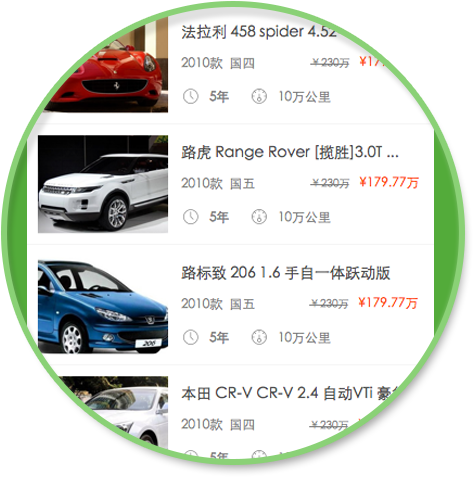 法拉利 458 spider 4.52
2010款 国四 ￥230万 ¥17
5年 10万公里
路虎 Range Rover [揽胜]3.0T ...
2010款 国五 ￥230万 ¥179.77万
5年 10万公里
路标致 206 1.6 手自一体跃动版
2010款 国五 ￥230万 ¥179.77万
5年 10万公里
206
本田 CR-V CR-V 2.4 自动VTi 豪
2010款 国四 ￥230万
5年 10万公里